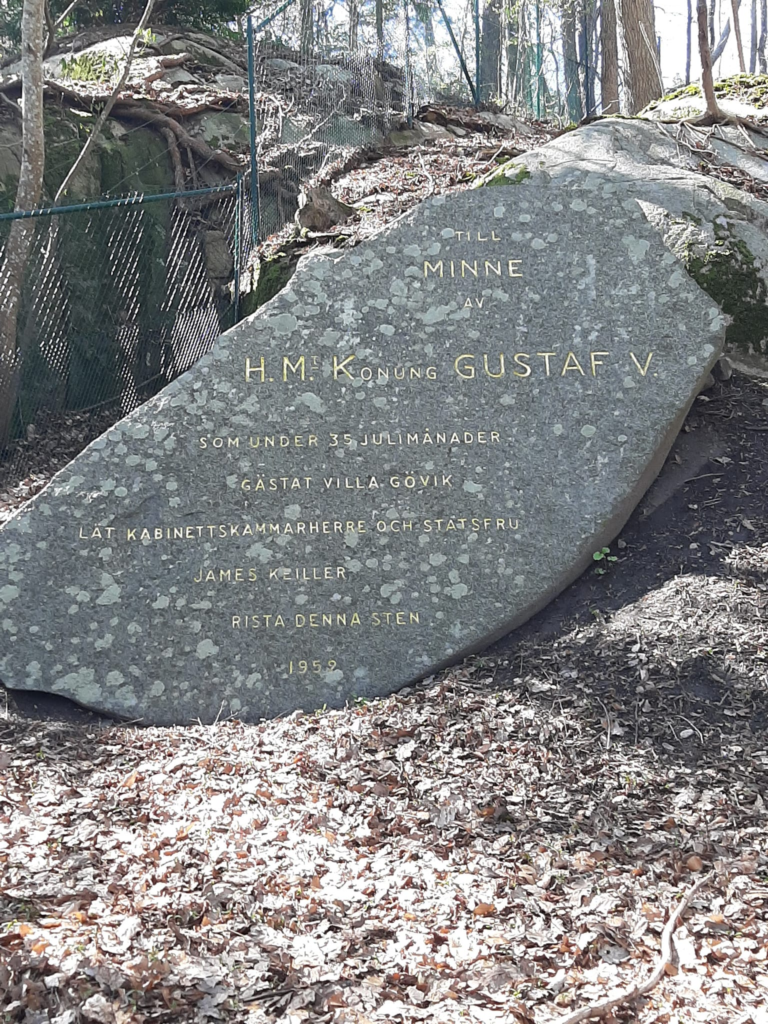 TILL
MINNE
AV
H.M:T KONUNG GUSTAF V.
SOM UNDER 35 JULIMÅNADER
GÄSTAT VILLA GÖVIK
LÄT KABINETTSKAMMARHERRE OCH STATSFRU
JAMES KEILLER
RISTA DENNA STEN
1959